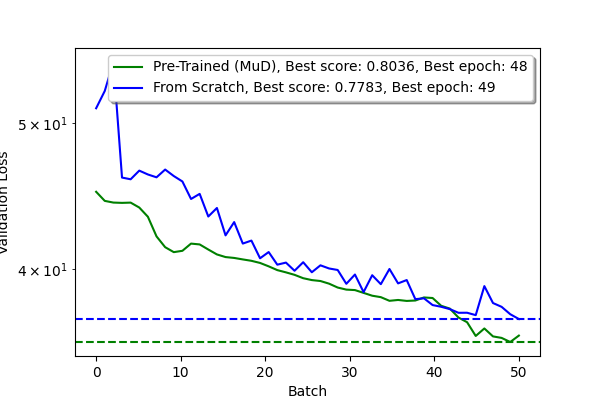 Pre-Trained (MuD), Best score: 0.8036, Best epoch: 48
From Scratch, Best score: 0.7783, Best epoch: 49
5 × 10¹
4 × 10¹
Validation Loss
0 10 20 30 40 50
Batch